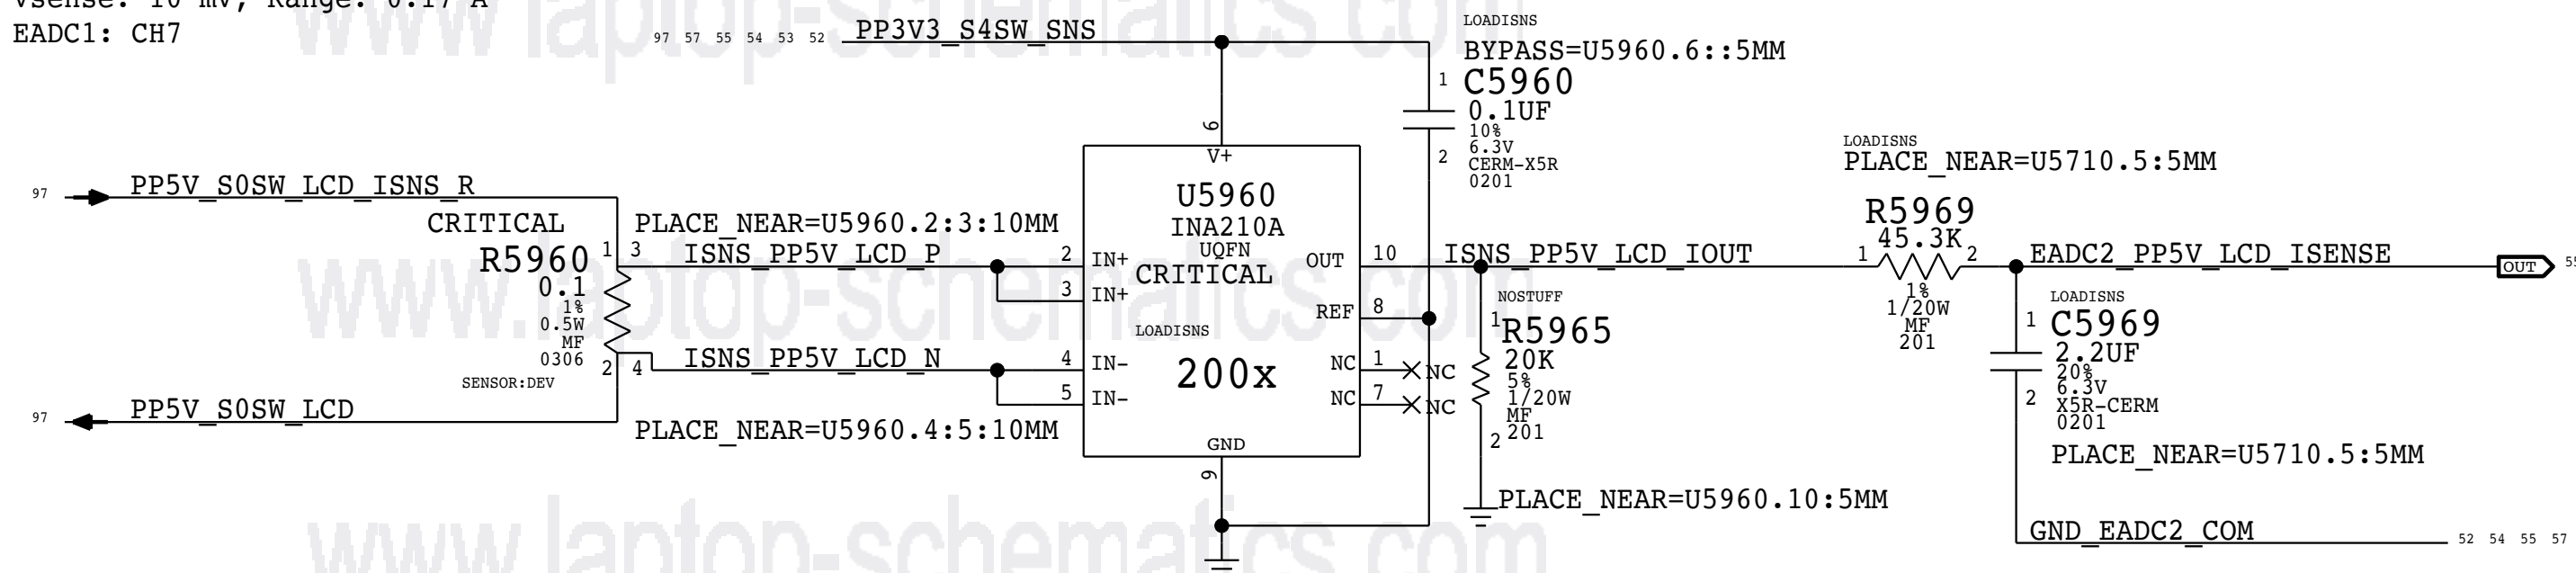 Vsense: 10 mV, Range: 0.17 A
EADC1: CH7
97 57 55 54 53 52
PP3V3_S4SW_SNS
LOADISNS
BYPASS=U5960.6::5MM
1
C5960
0.1UF
10%
6.3V
CERM-X5R
0201
2
6
V+
U5960
INA210A
UQFN
CRITICAL
LOADISNS
200x
GND
9
97
PP5V_S0SW_LCD_ISNS_R
CRITICAL
R5960
0.1
1%
0.5W
MF
0306
SENSOR:DEV
1 3
2 4
PLACE_NEAR=U5960.2:3:10MM
ISNS_PP5V_LCD_P
2 IN+
3 IN+
ISNS_PP5V_LCD_N
4 IN-
5 IN-
97
PP5V_S0SW_LCD
PLACE_NEAR=U5960.4:5:10MM
OUT 10
REF 8
NC 1 NC
NC 7 NC
ISNS_PP5V_LCD_IOUT
NOSTUFF
1
R5965
20K
5%
1/20W
MF
201
2
PLACE_NEAR=U5960.10:5MM
LOADISNS
PLACE_NEAR=U5710.5:5MM
R5969
1 45.3K 2
1%
1/20W
MF
201
EADC2_PP5V_LCD_ISENSE
OUT
55
LOADISNS
1
C5969
2.2UF
20%
6.3V
X5R-CERM
0201
2
PLACE_NEAR=U5710.5:5MM
GND_EADC2_COM
52 54 55 57
www.laptop-schematics.com
www.laptop-schematics.com
www.laptop-schematics.com